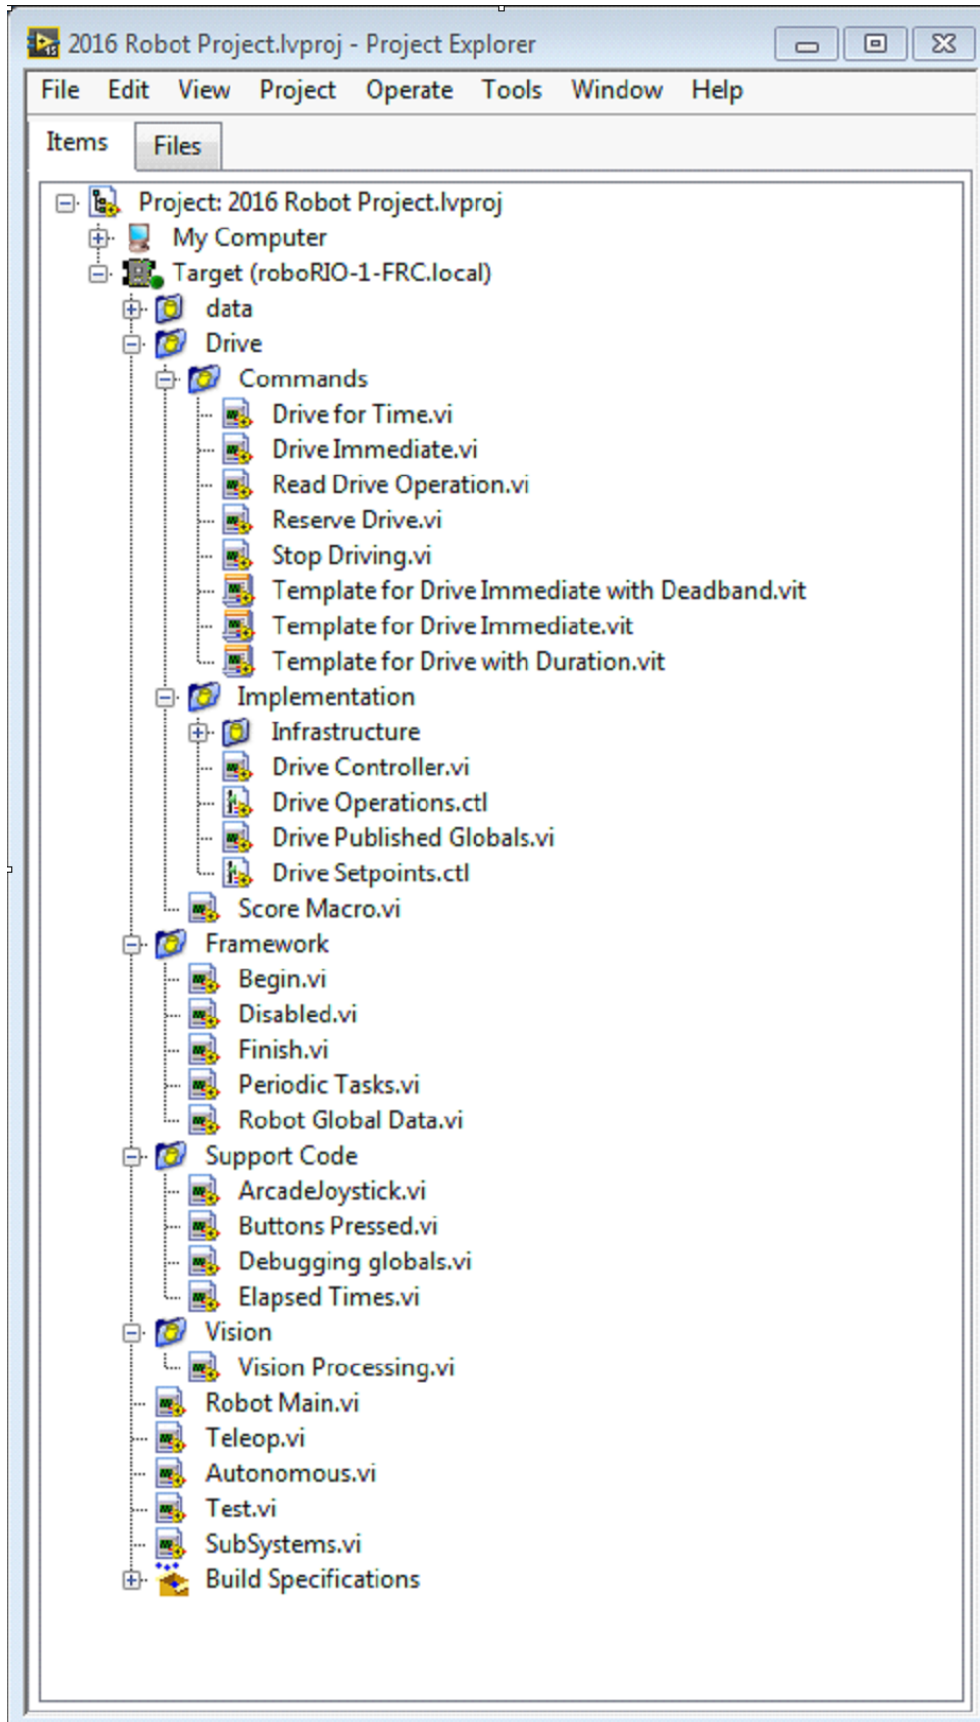 2016 Robot Project.lvproj - Project Explorer
File Edit View Project Operate Tools Window Help
Items Files
Project: 2016 Robot Project.lvproj
My Computer
Target (roboRIO-1-FRC.local)
data
Drive
Commands
Drive for Time.vi
Drive Immediate.vi
Read Drive Operation.vi
Reserve Drive.vi
Stop Driving.vi
Template for Drive Immediate with Deadband.vit
Template for Drive Immediate.vit
Template for Drive with Duration.vit
Implementation
Infrastructure
Drive Controller.vi
Drive Operations.ctl
Drive Published Globals.vi
Drive Setpoints.ctl
Score Macro.vi
Framework
Begin.vi
Disabled.vi
Finish.vi
Periodic Tasks.vi
Robot Global Data.vi
Support Code
ArcadeJoystick.vi
Buttons Pressed.vi
Debugging globals.vi
Elapsed Times.vi
Vision
Vision Processing.vi
Robot Main.vi
Teleop.vi
Autonomous.vi
Test.vi
SubSystems.vi
Build Specifications